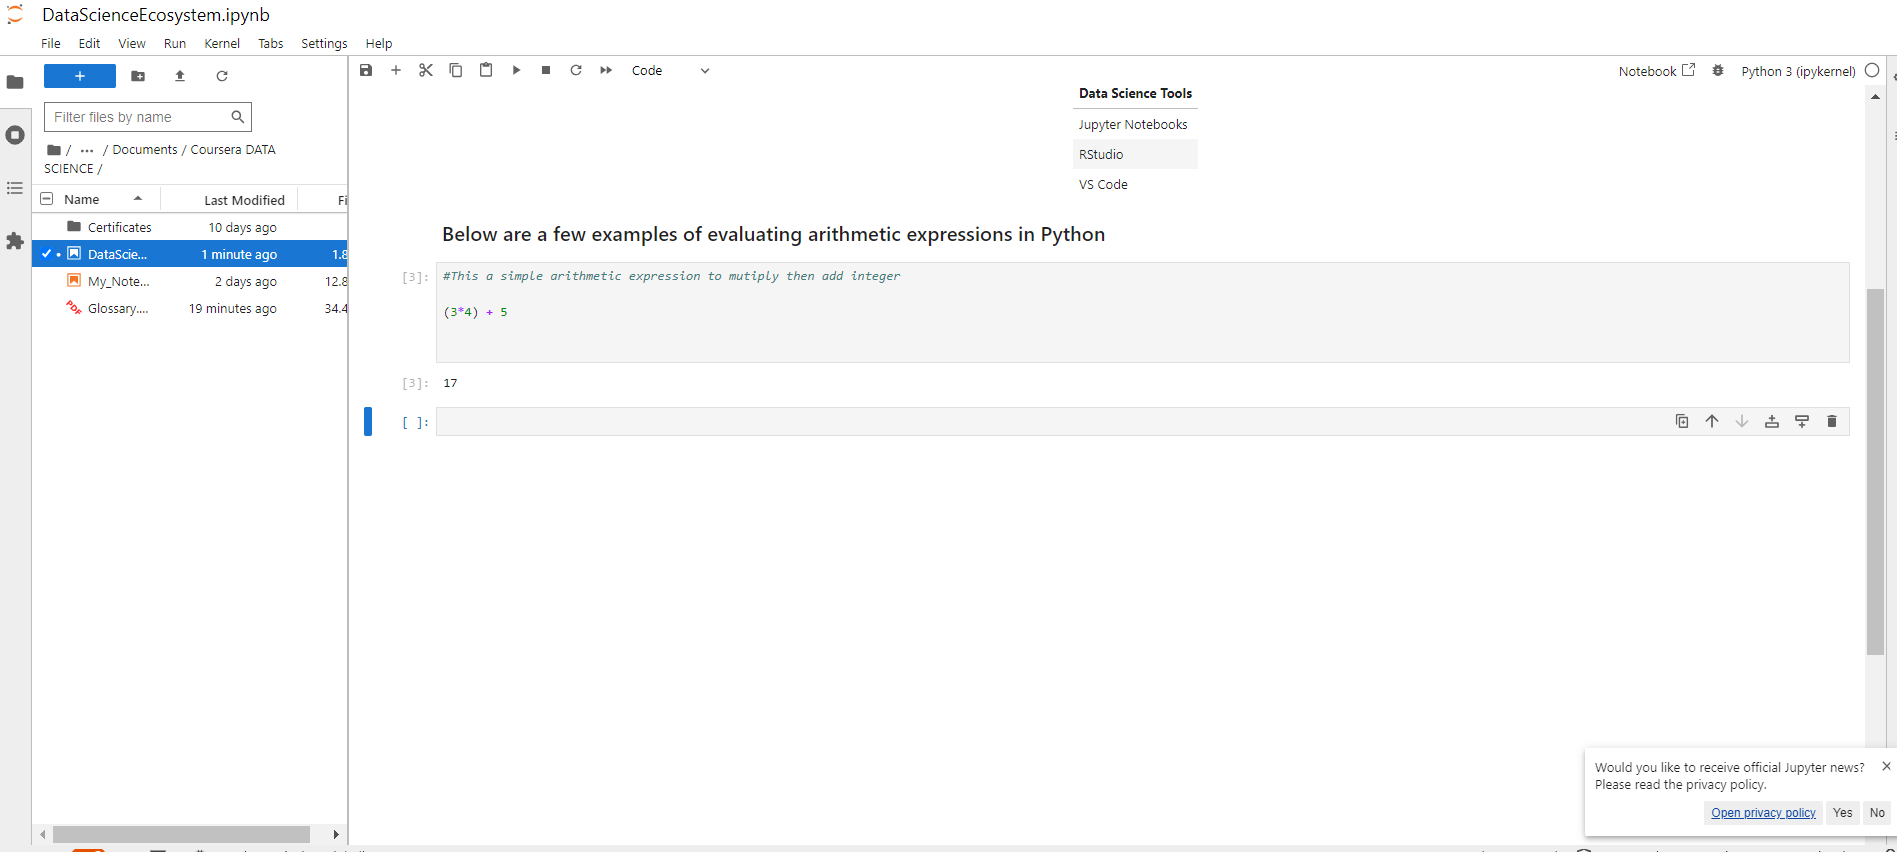 DataScienceEcosystem.ipynb
File Edit View Run Kernel Tabs Settings Help
Code
Notebook
Python 3 (ipykernel)
Filter files by name
/ ... / Documents / Coursera DATA
SCIENCE /
Name Last Modified Fi
Certificates 10 days ago
DataScie... 1 minute ago 1.8
My_Note... 2 days ago 12.8
Glossary.... 19 minutes ago 34.4
Data Science Tools
Jupyter Notebooks
RStudio
VS Code
Below are a few examples of evaluating arithmetic expressions in Python
[3]: #This a simple arithmetic expression to mutiply then add integer
(3*4) + 5
[3]: 17
[ ]:
Would you like to receive official Jupyter news?
Please read the privacy policy.
Open privacy policy Yes No